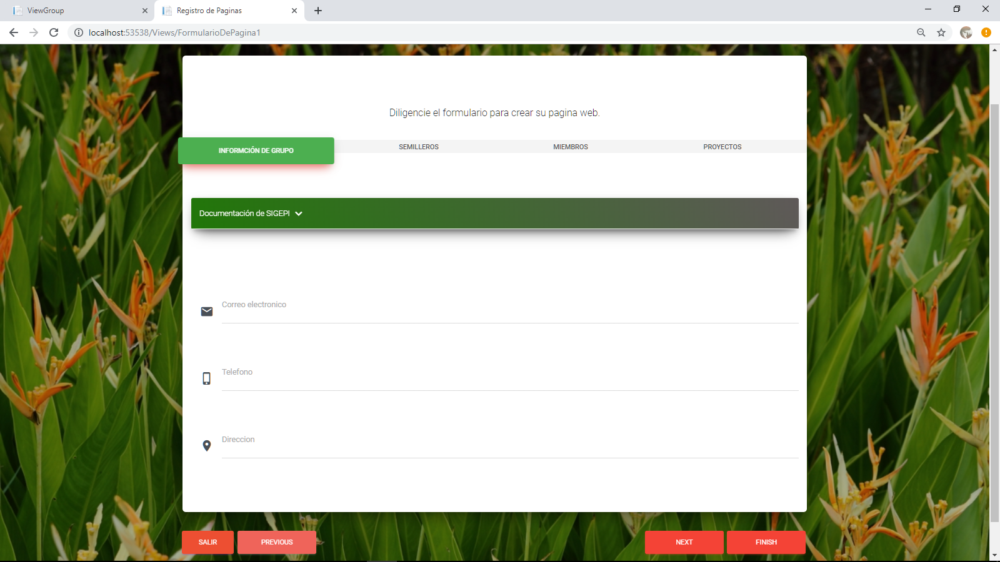 ViewGroup
Registro de Paginas
localhost:53538/Views/FormularioDePagina1
Diligencie el formulario para crear su pagina web.
INFORMCIÓN DE GRUPO
SEMILLEROS
MIEMBROS
PROYECTOS
Documentación de SIGEPI
Correo electronico
Telefono
Direccion
SALIR
PREVIOUS
NEXT
FINISH